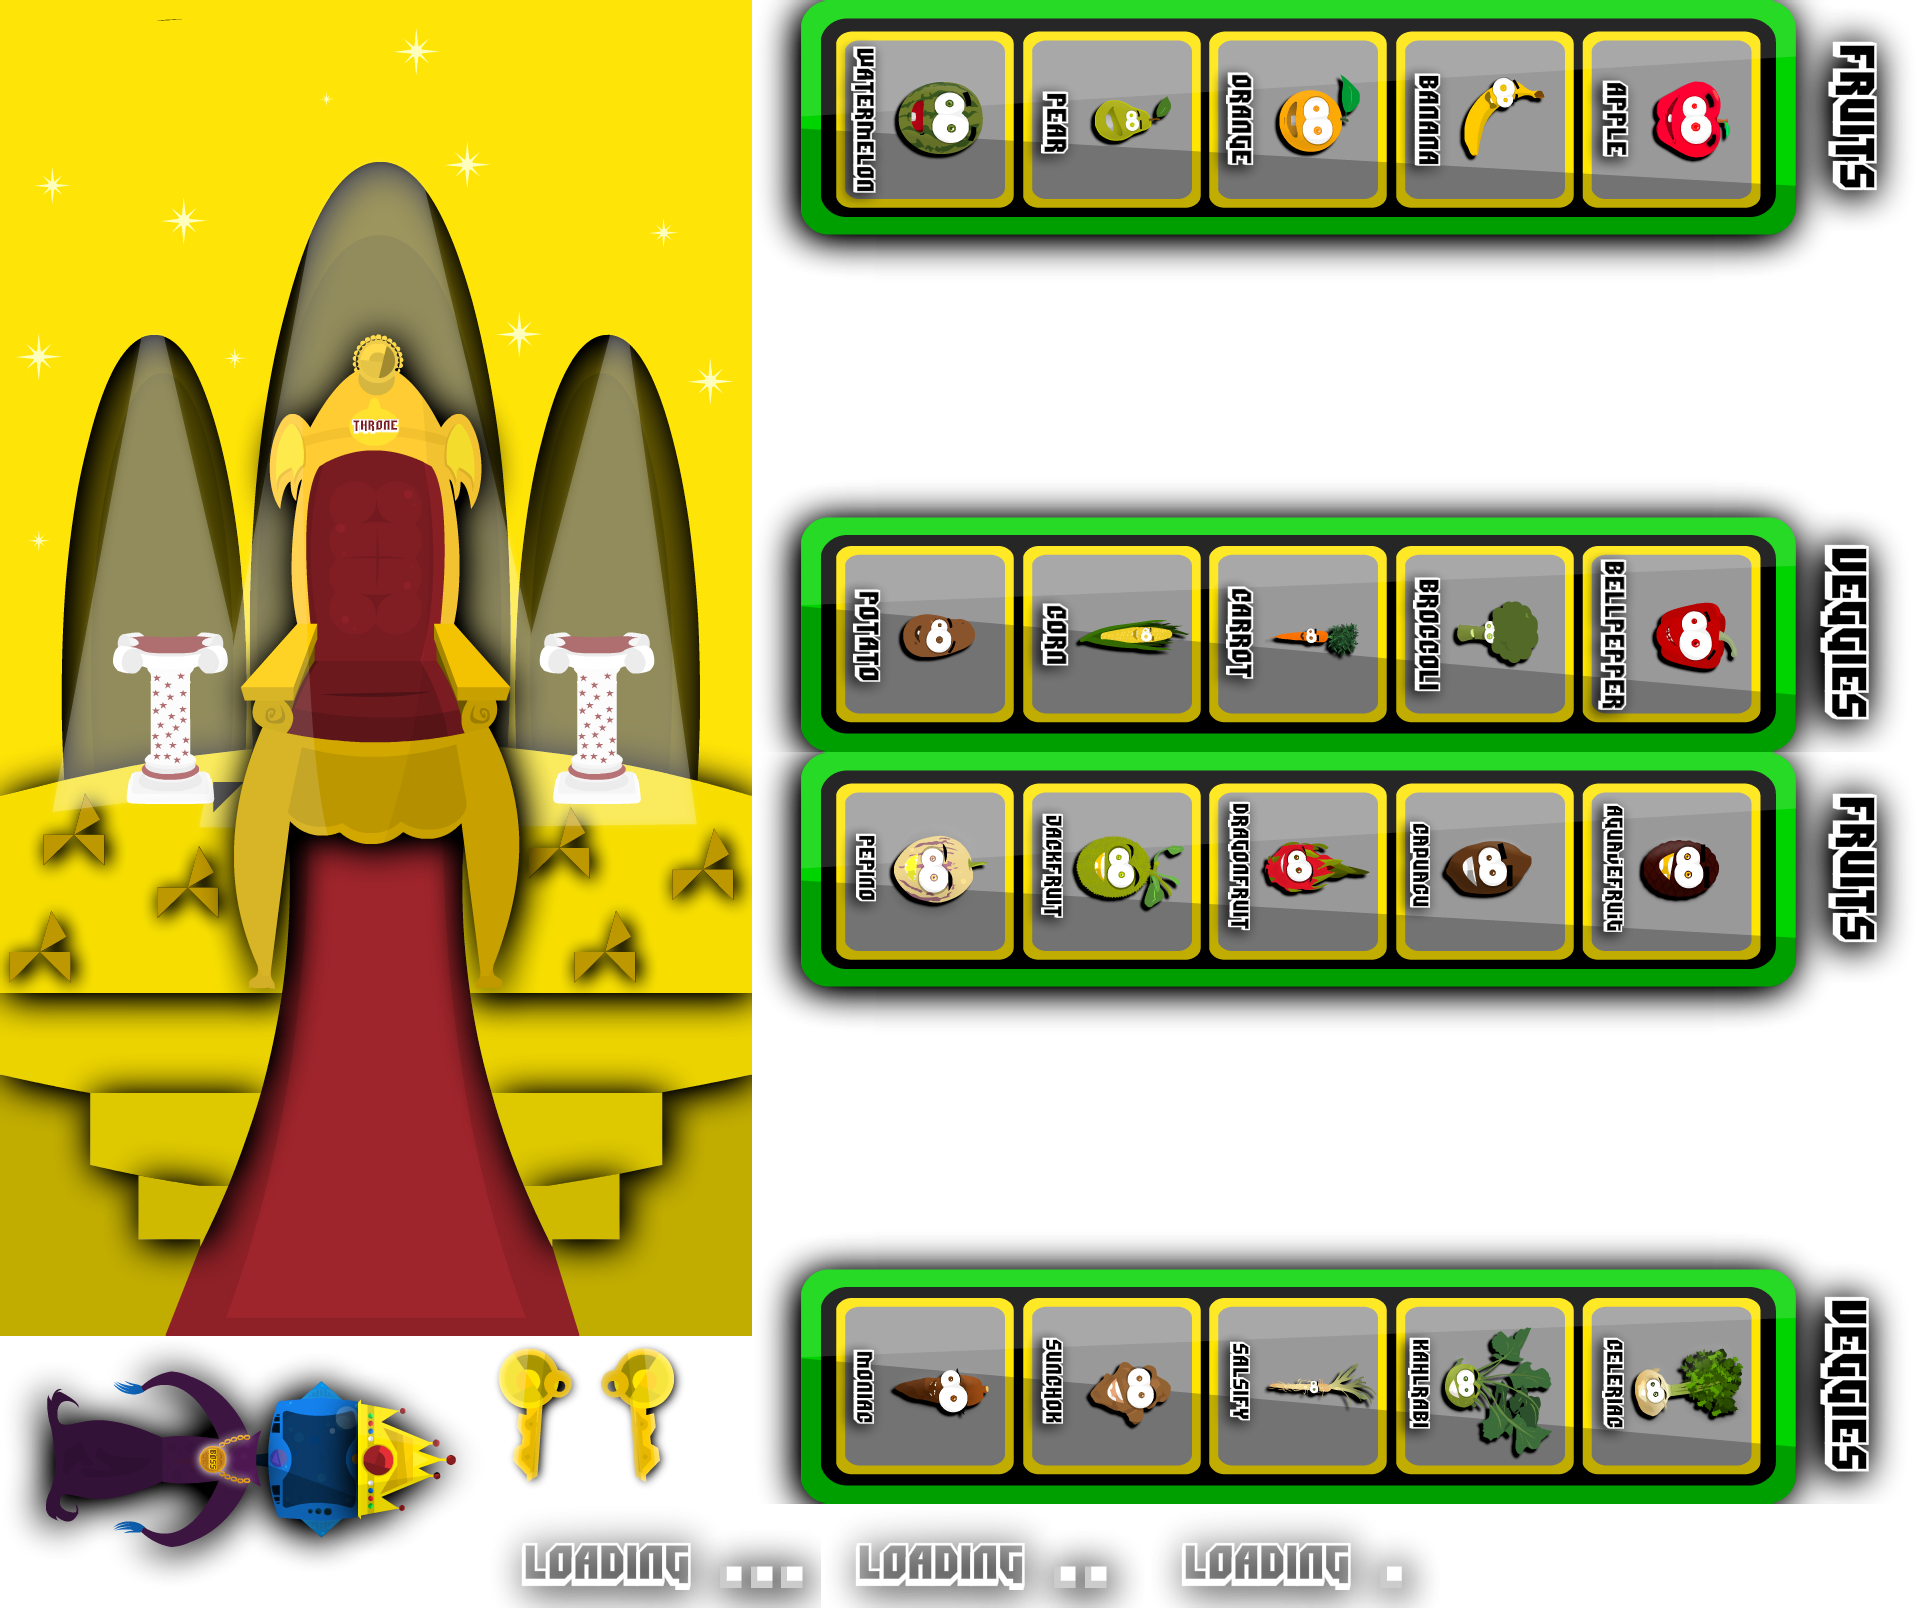 THRONE
FRUITS
APPLE
BANANA
ORANGE
PEAR
WATERMELON
VEGGIES
BELLPEPPER
BROCCOLI
CARROT
CORN
POTATO
FRUITS
AGUAJEFRUIT
CAPUACU
DRAGONFRUIT
JACKFRUIT
PEPINO
VEGGIES
CELERIAC
KAHLRABI
SALSIFY
SUNCHOK
MONIAC
BOSS
LOADING ...
LOADING ..
LOADING .